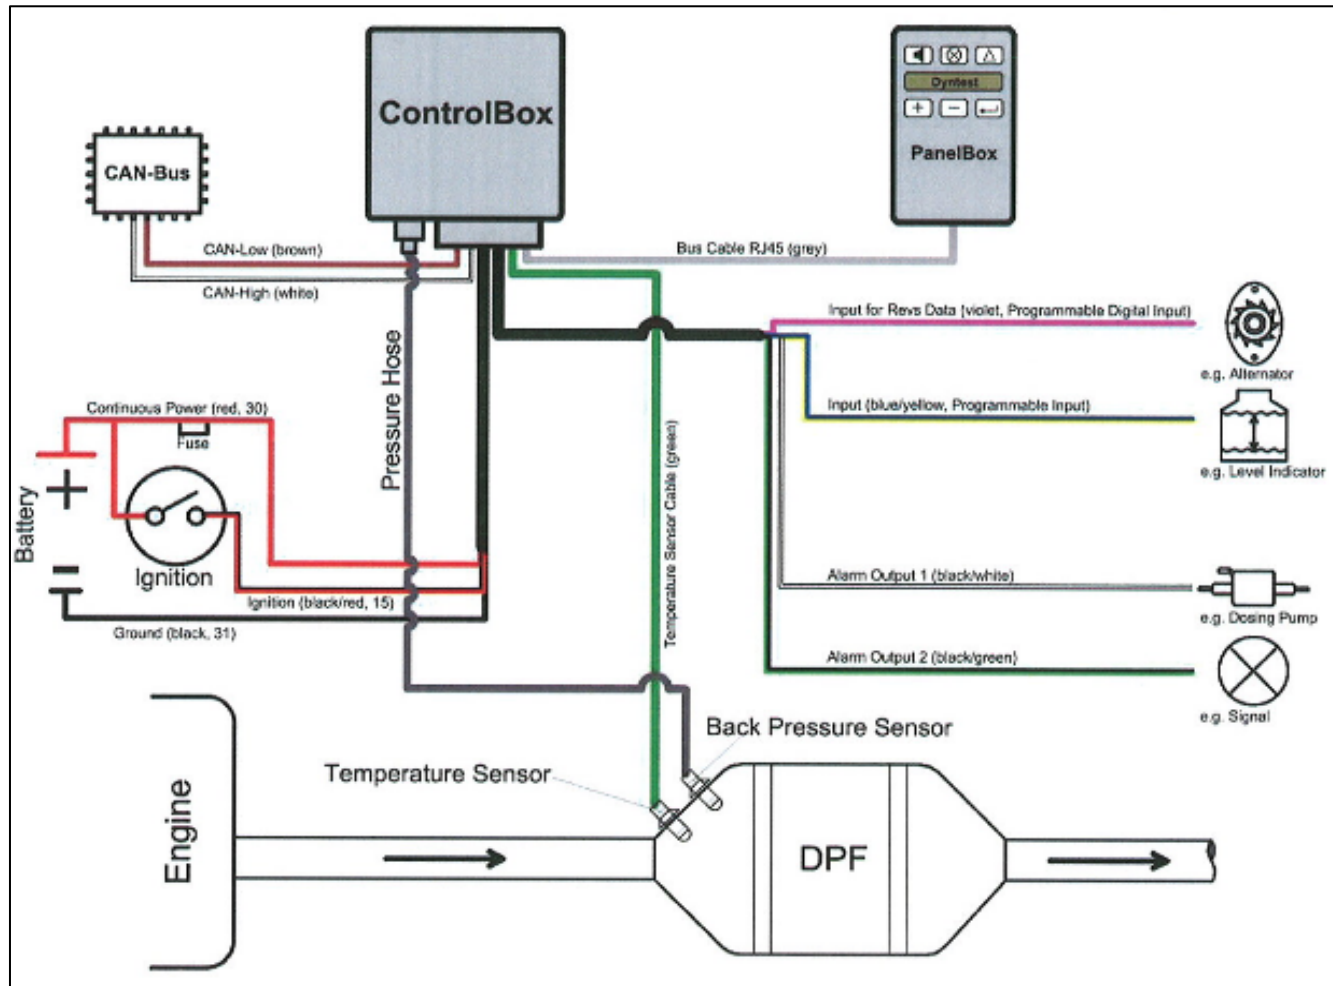 ControlBox
Dyntest
PanelBox
CAN-Bus
CAN-Low (brown)
CAN-High (white)
Bus Cable RJ45 (grey)
Input for Revs Data (violet, Programmable Digital Input)
e.g. Alternator
Pressure Hose
Continuous Power (red, 30)
Fuse
Input (blue/yellow, Programmable Input)
e.g. Level Indicator
Temperature Sensor Cable (green)
Battery
+
-
Ignition
Ignition (black/red, 15)
Ground (black, 31)
Alarm Output 1 (black/white)
e.g. Dosing Pump
Alarm Output 2 (black/green)
e.g. Signal
Back Pressure Sensor
Temperature Sensor
Engine
DPF